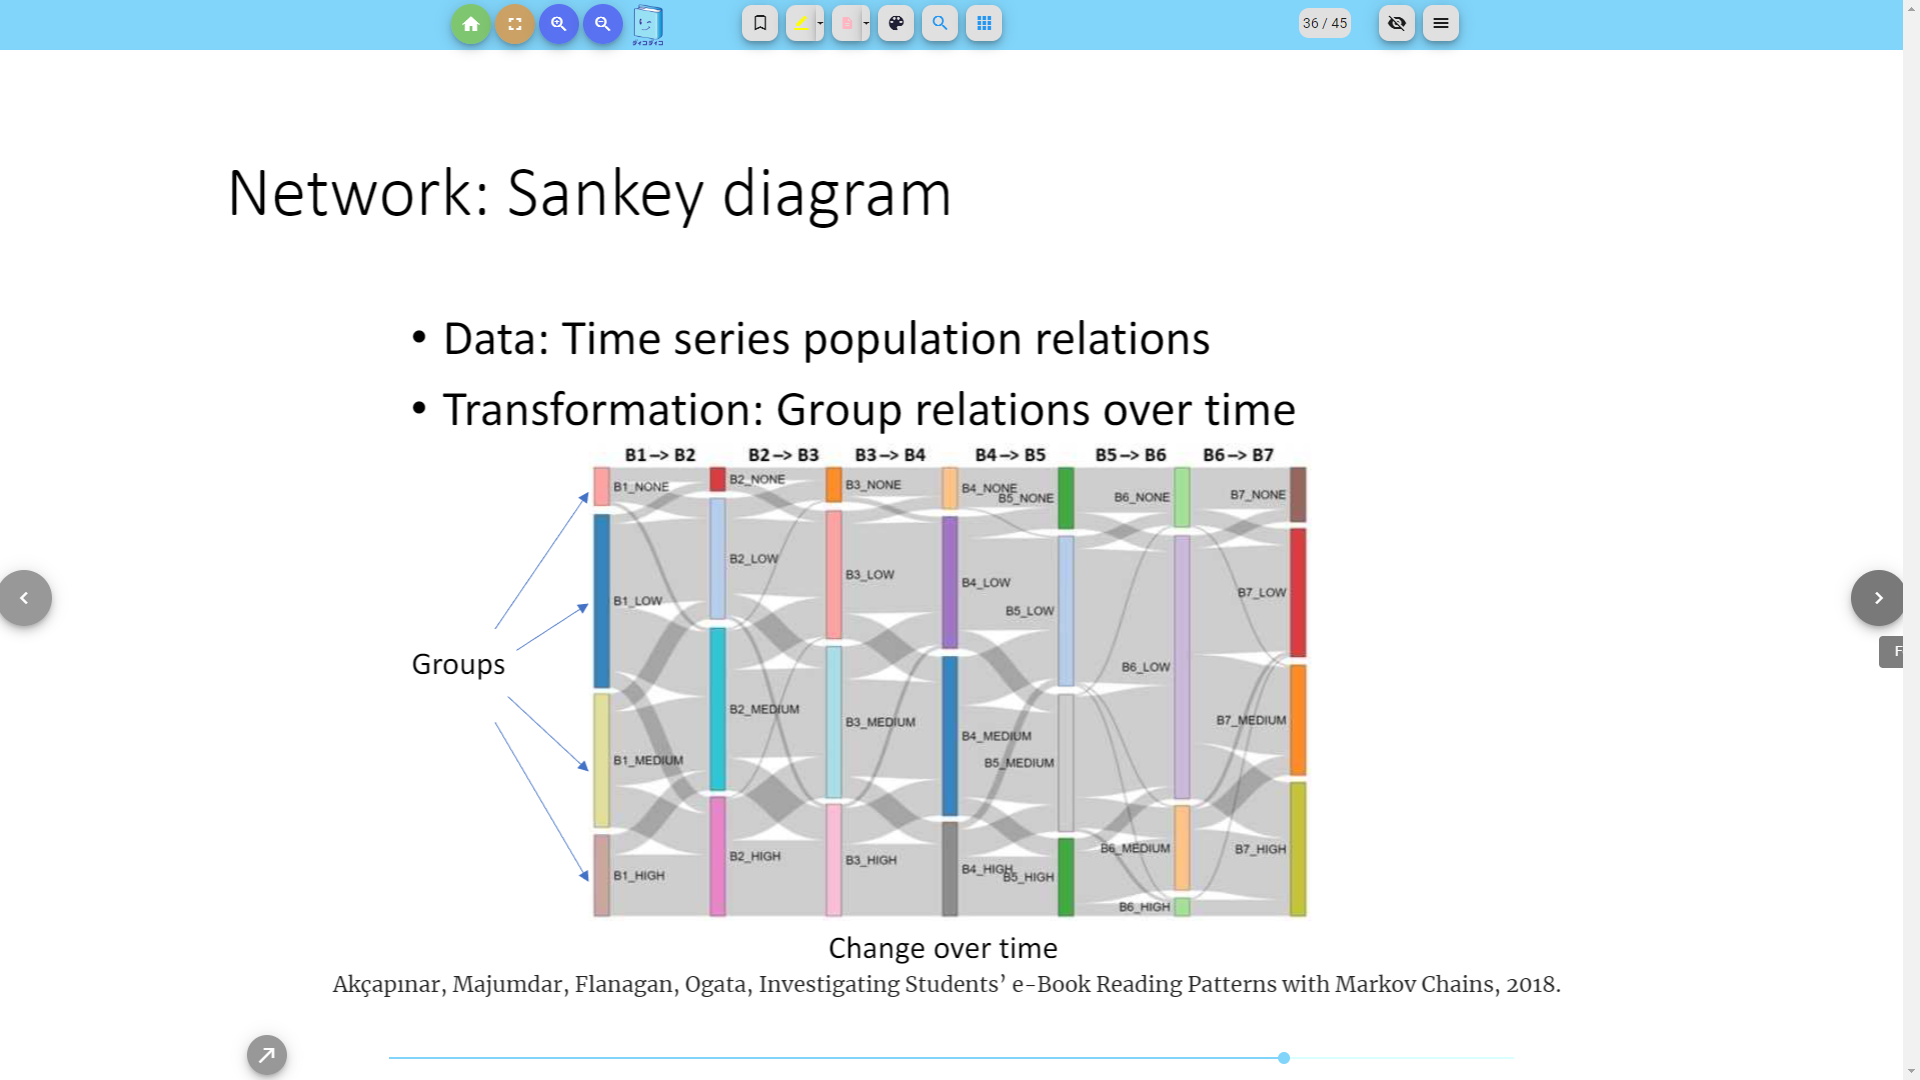 36 / 45
Network: Sankey diagram
• Data: Time series population relations
• Transformation: Group relations over time
B1 –> B2 B2 –> B3 B3 –> B4 B4 –> B5 B5 –> B6 B6 –> B7
B1_NONE B2_NONE B3_NONE B4_NONE B5_NONE B6_NONE B7_NONE
B1_LOW B2_LOW B3_LOW B4_LOW B5_LOW B6_LOW B7_LOW
Groups
B1_MEDIUM B2_MEDIUM B3_MEDIUM B4_MEDIUM B5_MEDIUM B6_MEDIUM B7_MEDIUM
B1_HIGH B2_HIGH B3_HIGH B4_HIGH B5_HIGH B6_HIGH B7_HIGH
Change over time
Akçapınar, Majumdar, Flanagan, Ogata, Investigating Students’ e-Book Reading Patterns with Markov Chains, 2018.